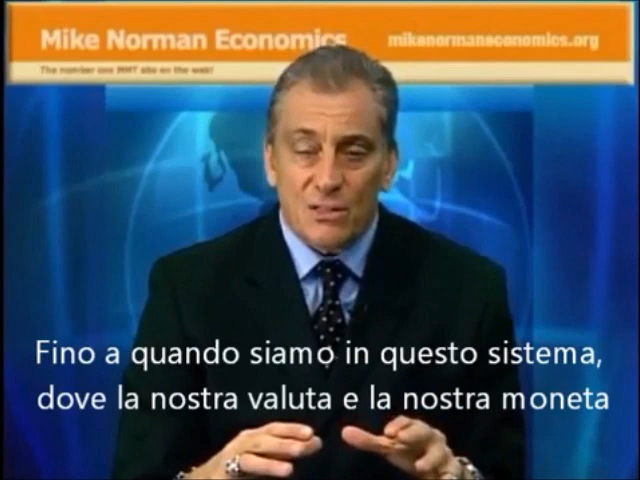 Mike Norman Economics
mikenormaneconomics.org
The number one MMT site on the web!
Fino a quando siamo in questo sistema,
dove la nostra valuta e la nostra moneta